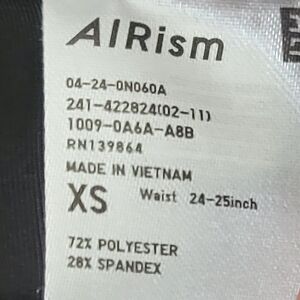 AIRism
04-24-0N060A
241-422824(02-11)
1009-0A6A-A8B
RN139864
MADE IN VIETNAM
XS Waist 24-25inch
72% POLYESTER
28% SPANDEX